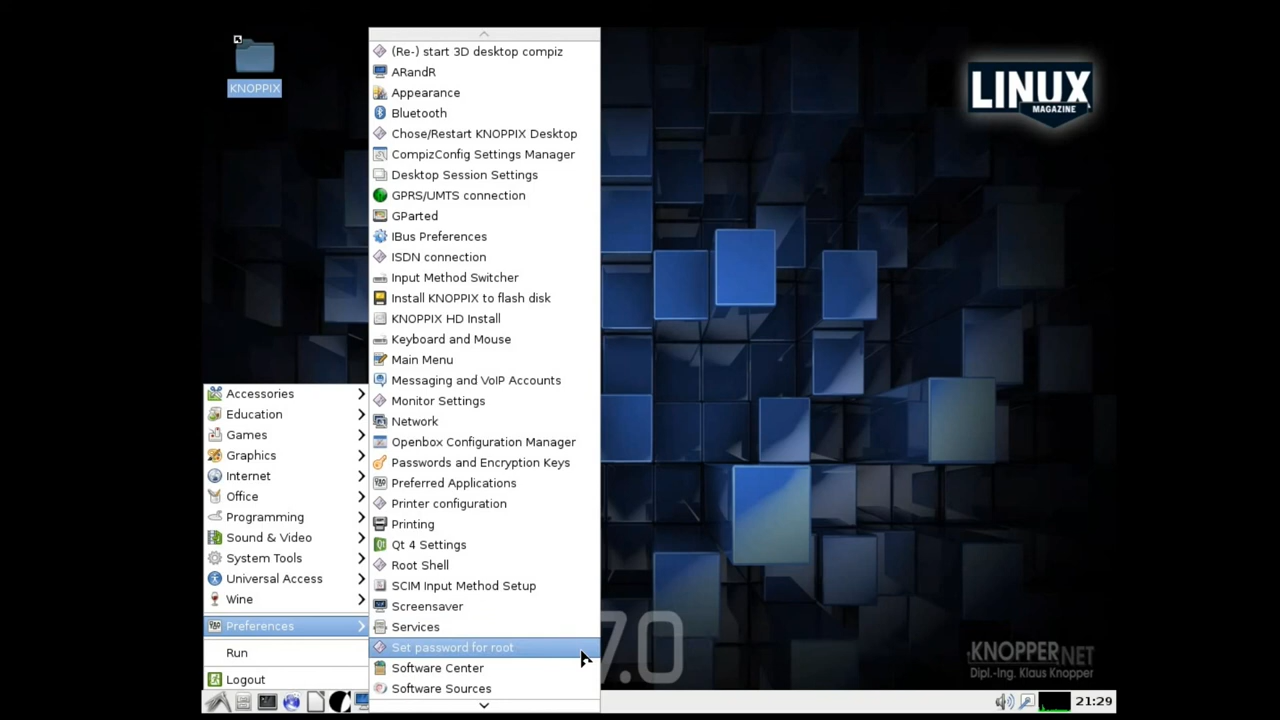 KNOPPIX
LINUX
MAGAZINE
(Re-) start 3D desktop compiz
ARandR
Appearance
Bluetooth
Chose/Restart KNOPPIX Desktop
CompizConfig Settings Manager
Desktop Session Settings
GPRS/UMTS connection
GParted
IBus Preferences
ISDN connection
Input Method Switcher
Install KNOPPIX to flash disk
KNOPPIX HD Install
Keyboard and Mouse
Main Menu
Messaging and VoIP Accounts
Monitor Settings
Network
Openbox Configuration Manager
Passwords and Encryption Keys
Preferred Applications
Printer configuration
Printing
Qt 4 Settings
Root Shell
SCIM Input Method Setup
Screensaver
Services
Set password for root
Software Center
Software Sources
Accessories
Education
Games
Graphics
Internet
Office
Programming
Sound & Video
System Tools
Universal Access
Wine
Preferences
Run
Logout
7.0
KNOPPER.NET
Dipl.-Ing. Klaus Knopper
21:29